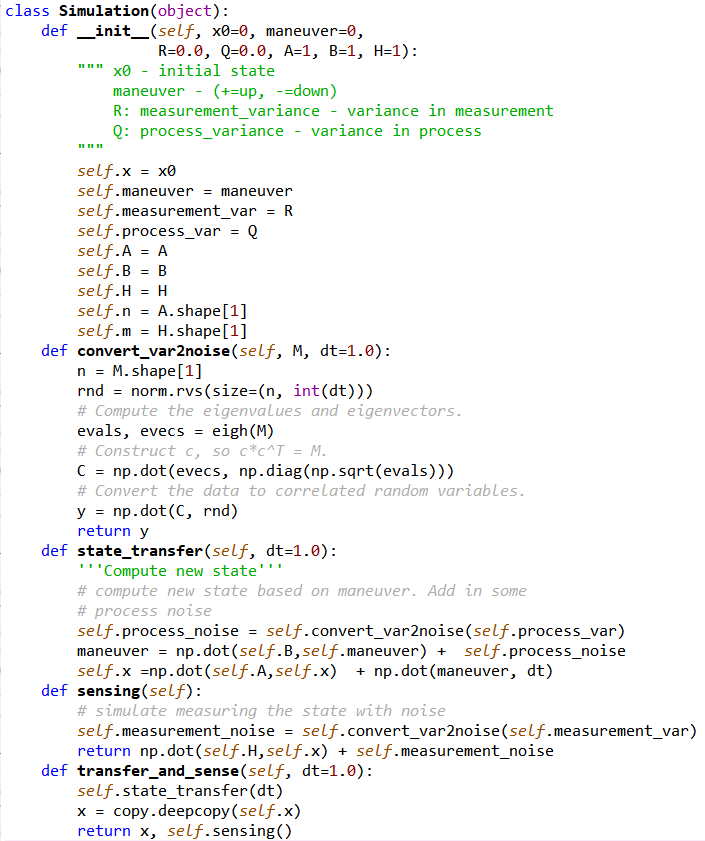 class Simulation(object):
    def __init__(self, x0=0, maneuver=0,
                 R=0.0, Q=0.0, A=1, B=1, H=1):
        """ x0 - initial state
            maneuver - (+=up, -=down)
            R: measurement_variance - variance in measurement
            Q: process_variance - variance in process
        """
        self.x = x0
        self.maneuver = maneuver
        self.measurement_var = R
        self.process_var = Q
        self.A = A
        self.B = B
        self.H = H
        self.n = A.shape[1]
        self.m = H.shape[1]
    def convert_var2noise(self, M, dt=1.0):
        n = M.shape[1]
        rnd = norm.rvs(size=(n, int(dt)))
        # Compute the eigenvalues and eigenvectors.
        evals, evecs = eigh(M)
        # Construct c, so c*c^T = M.
        C = np.dot(evecs, np.diag(np.sqrt(evals)))
        # Convert the data to correlated random variables.
        y = np.dot(C, rnd)
        return y
    def state_transfer(self, dt=1.0):
        '''Compute new state'''
        # compute new state based on maneuver. Add in some
        # process noise
        self.process_noise = self.convert_var2noise(self.process_var)
        maneuver = np.dot(self.B,self.maneuver) +  self.process_noise
        self.x =np.dot(self.A,self.x)  + np.dot(maneuver, dt)
    def sensing(self):
        # simulate measuring the state with noise
        self.measurement_noise = self.convert_var2noise(self.measurement_var)
        return np.dot(self.H,self.x) + self.measurement_noise
    def transfer_and_sense(self, dt=1.0):
        self.state_transfer(dt)
        x = copy.deepcopy(self.x)
        return x, self.sensing()